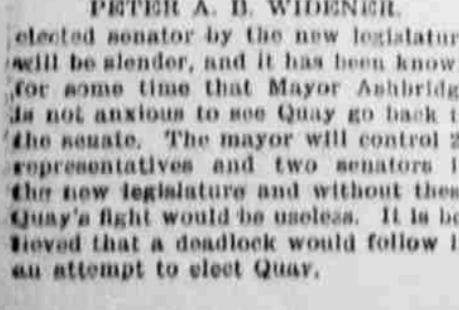 PETER A. B. WIDENER.
elected senator by the new legislatur
will be slender, and it has been know
for some time that Mayor Ashbridg
is not anxious to see Quay go back t
the senate. The mayor will control 2
representatives and two senators i
the new legislature and without thes
Quay's fight would be useless. It is be
lieved that a deadlock would follow i
an attempt to elect Quay.